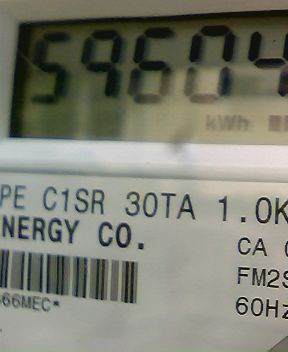 59604
kWh
PE C1SR 30TA 1.0K
NERGY CO.
CA
FM2S
66MEC*
60Hz